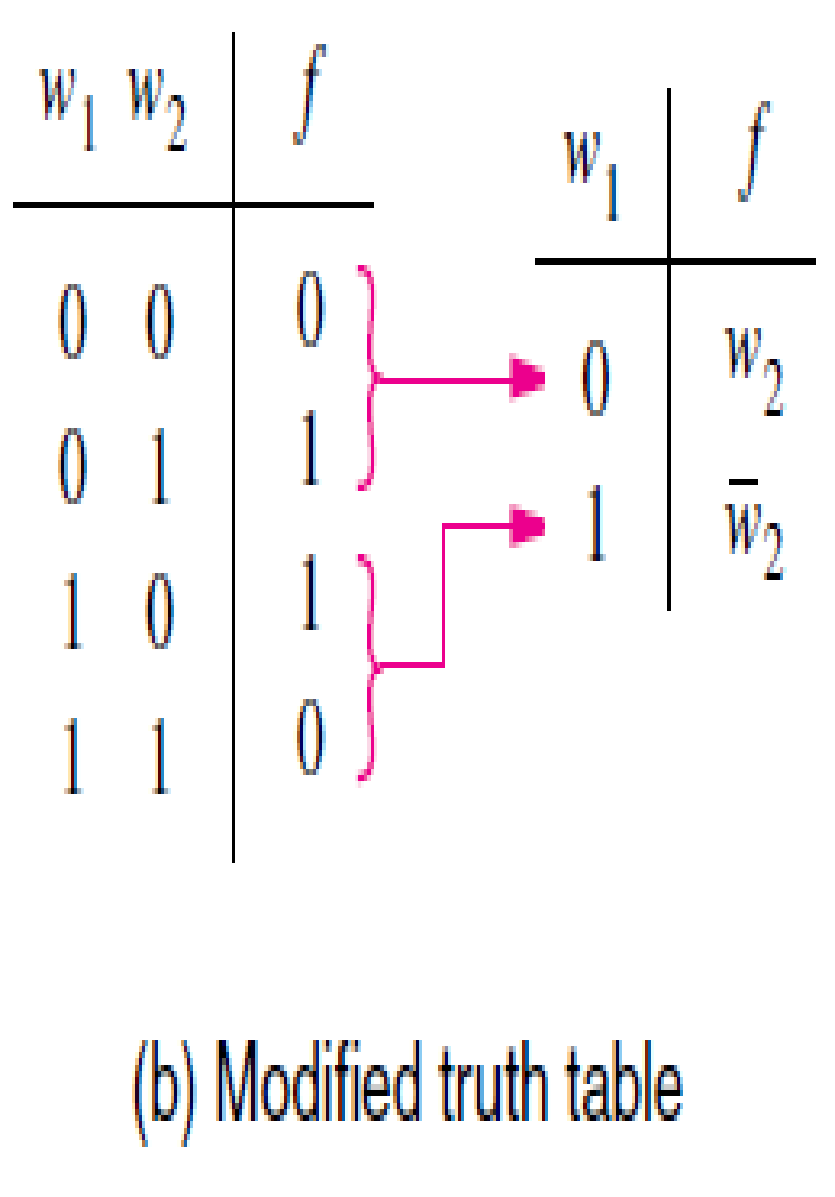 w1 w2 f
0 0 0
0 1 1
1 0 1
1 1 0
w1 f
0 w2
1 w̄2
(b) Modified truth table